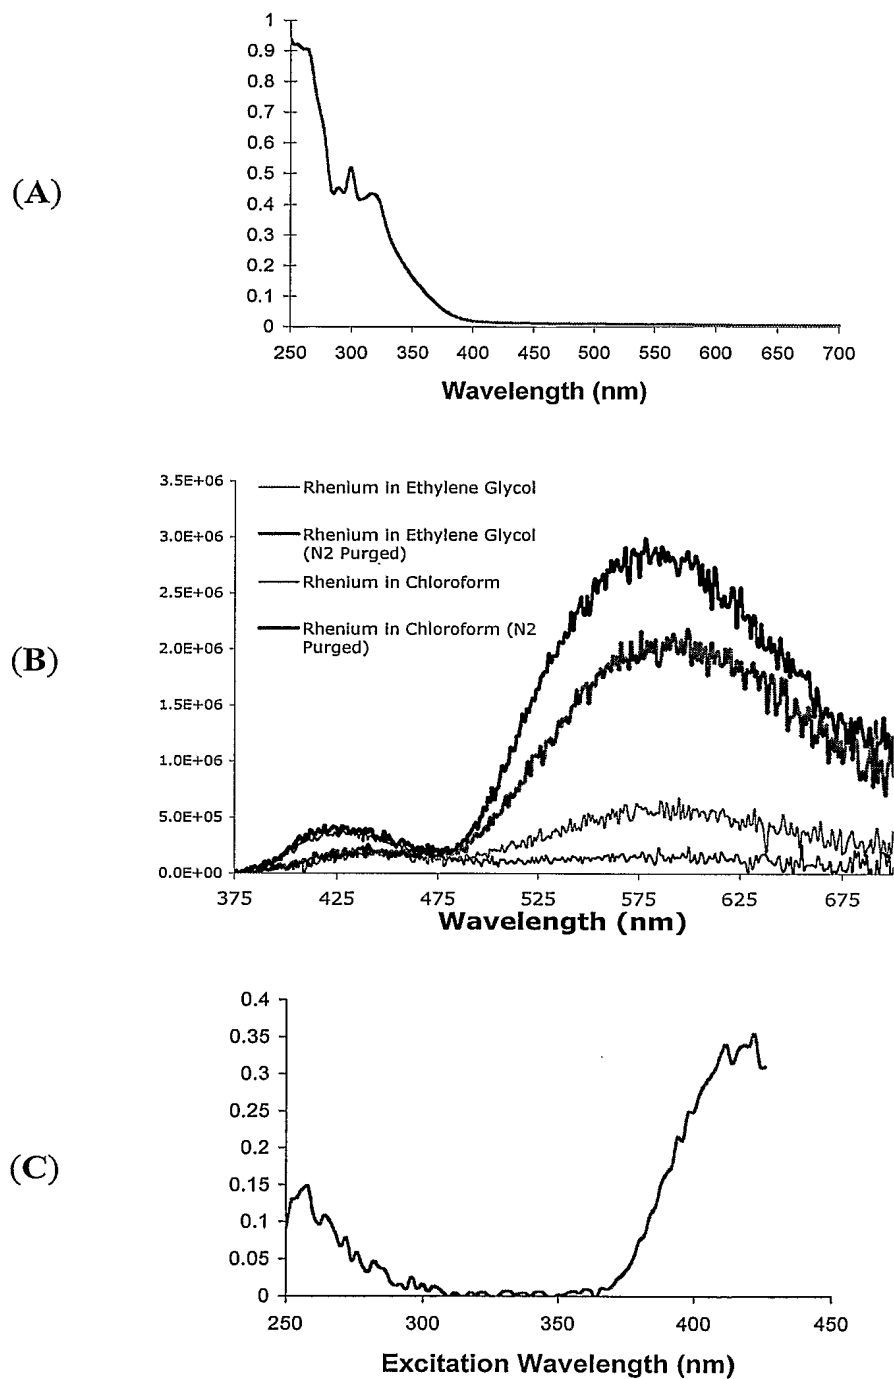 (A)
1
0.9
0.8
0.7
0.6
0.5
0.4
0.3
0.2
0.1
0
250 300 350 400 450 500 550 600 650 700
Wavelength (nm)
(B)
3.5E+06
3.0E+06
2.5E+06
2.0E+06
1.5E+06
1.0E+06
5.0E+05
0.0E+00
Rhenium in Ethylene Glycol
Rhenium in Ethylene Glycol
(N2 Purged)
Rhenium in Chloroform
Rhenium in Chloroform (N2
Purged)
375 425 475 525 575 625 675
Wavelength (nm)
(C)
0.4
0.35
0.3
0.25
0.2
0.15
0.1
0.05
0
250 300 350 400 450
Excitation Wavelength (nm)